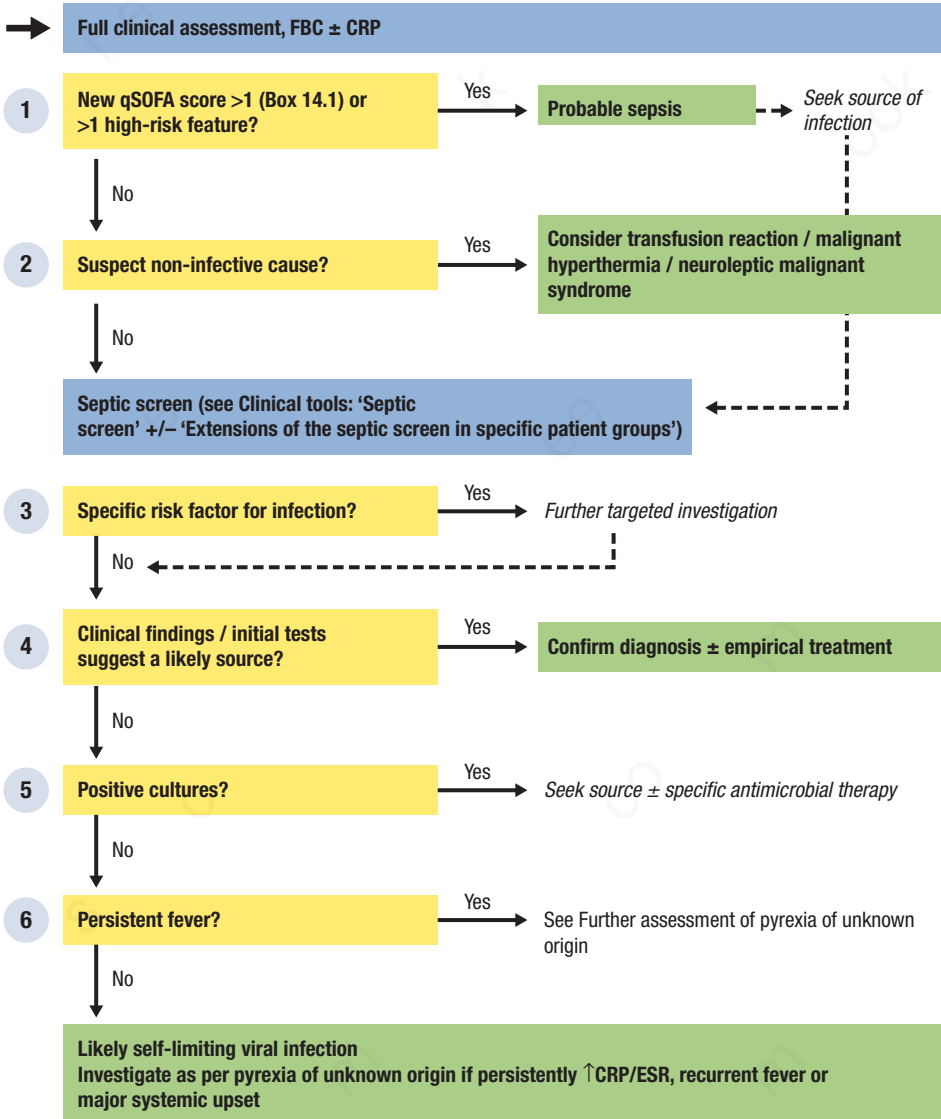 Full clinical assessment, FBC ± CRP
1
New qSOFA score >1 (Box 14.1) or
>1 high-risk feature?
Yes
Probable sepsis
Seek source of
infection
No
2
Suspect non-infective cause?
Yes
Consider transfusion reaction / malignant
hyperthermia / neuroleptic malignant
syndrome
No
Septic screen (see Clinical tools: ‘Septic
screen’ +/– ‘Extensions of the septic screen in specific patient groups’)
3
Specific risk factor for infection?
Yes
Further targeted investigation
No
4
Clinical findings / initial tests
suggest a likely source?
Yes
Confirm diagnosis ± empirical treatment
No
5
Positive cultures?
Yes
Seek source ± specific antimicrobial therapy
No
6
Persistent fever?
Yes
See Further assessment of pyrexia of unknown
origin
No
Likely self-limiting viral infection
Investigate as per pyrexia of unknown origin if persistently ↑CRP/ESR, recurrent fever or
major systemic upset